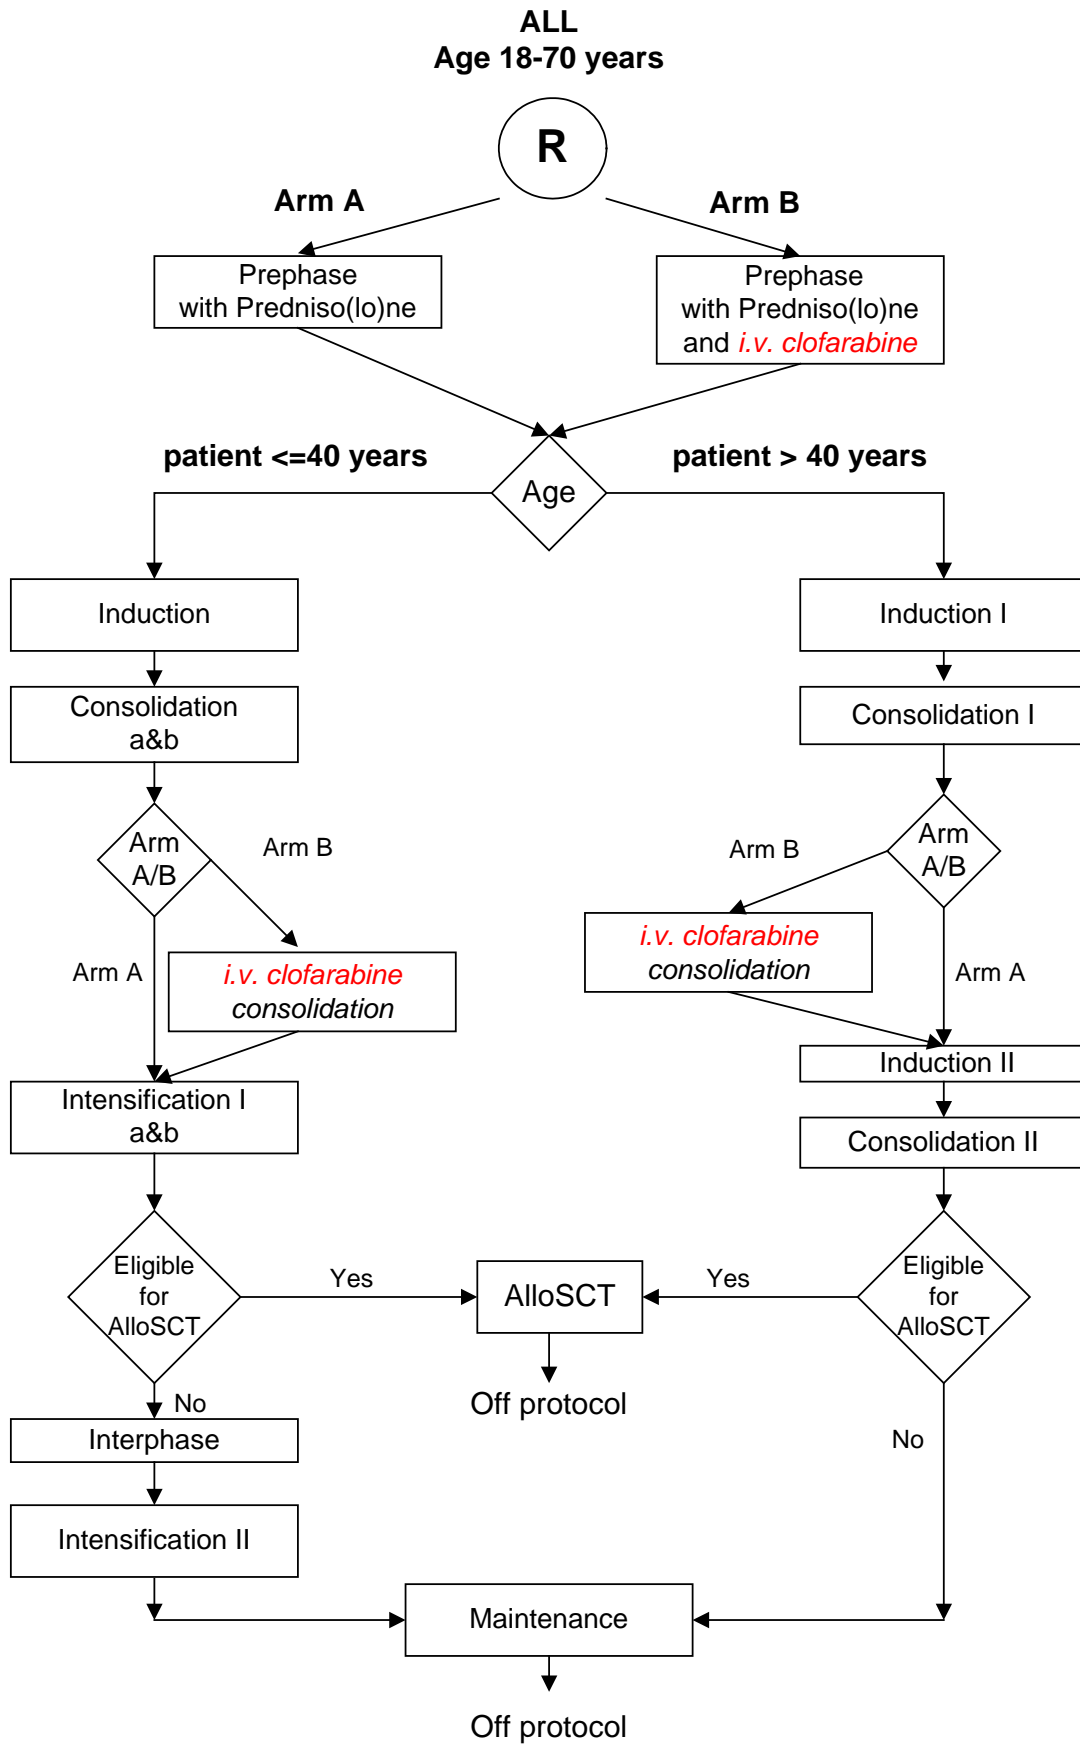 ALL
Age 18-70 years
R
Arm A
Arm B
Prephase
with Predniso(lo)ne
Prephase
with Predniso(lo)ne
and i.v. clofarabine
patient <=40 years
patient > 40 years
Age
Induction
Induction I
Consolidation
a&b
Consolidation I
Arm
A/B
Arm B
Arm B
Arm
A/B
Arm A
i.v. clofarabine
consolidation
i.v. clofarabine
consolidation
Arm A
Induction II
Intensification I
a&b
Consolidation II
Eligible
for
AlloSCT
Yes
AlloSCT
Yes
Eligible
for
AlloSCT
No
Off protocol
No
Interphase
Intensification II
Maintenance
Off protocol